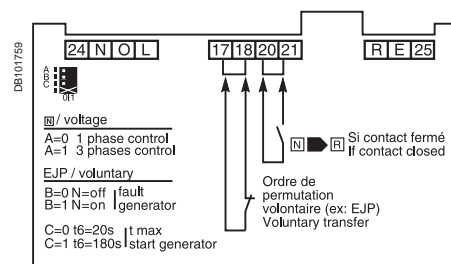 DB101759
24 N O L
17 18 20 21
R E 25
A
B
C
0 1
N / voltage
A=0 1 phase control
A=1 3 phases control
EJP / voluntary
B=0 N=off fault
B=1 N=on generator
C=0 t6=20s t max
C=1 t6=180s start generator
N R Si contact fermé
If contact closed
Ordre de
permutation
volontaire (ex: EJP)
Voluntary transfer